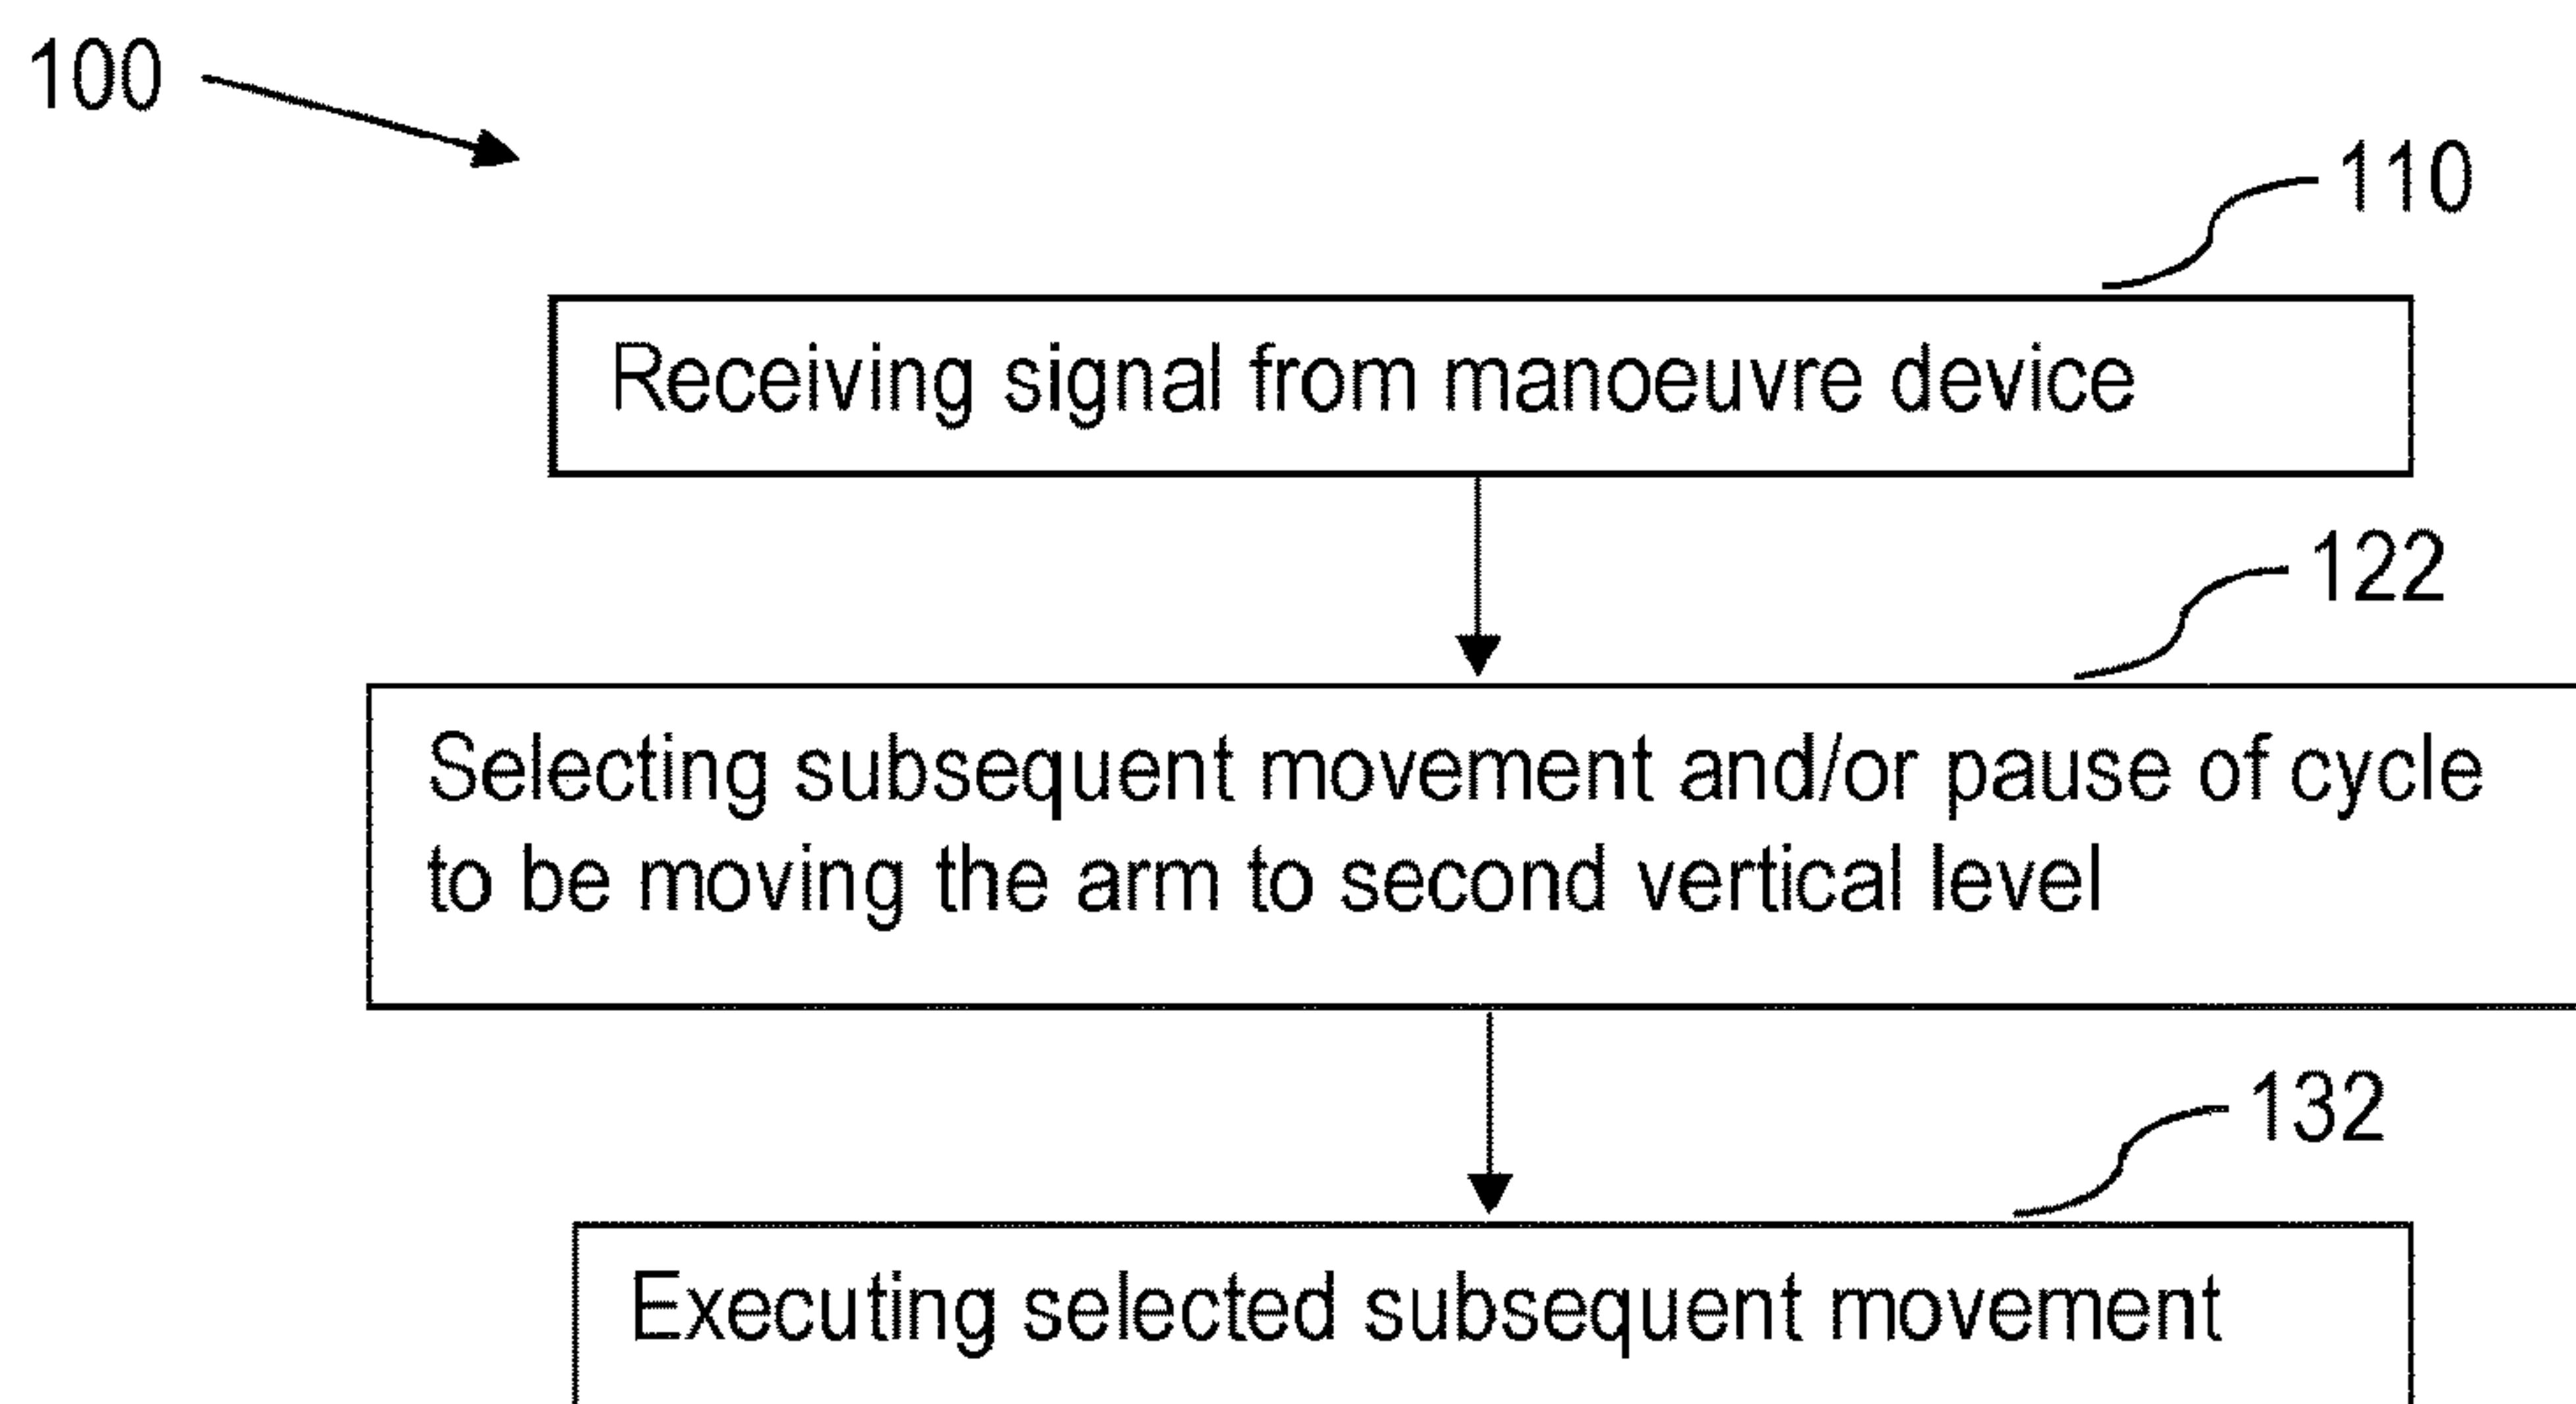 100
110
Receiving signal from manoeuvre device
122
Selecting subsequent movement and/or pause of cycle
to be moving the arm to second vertical level
132
Executing selected subsequent movement